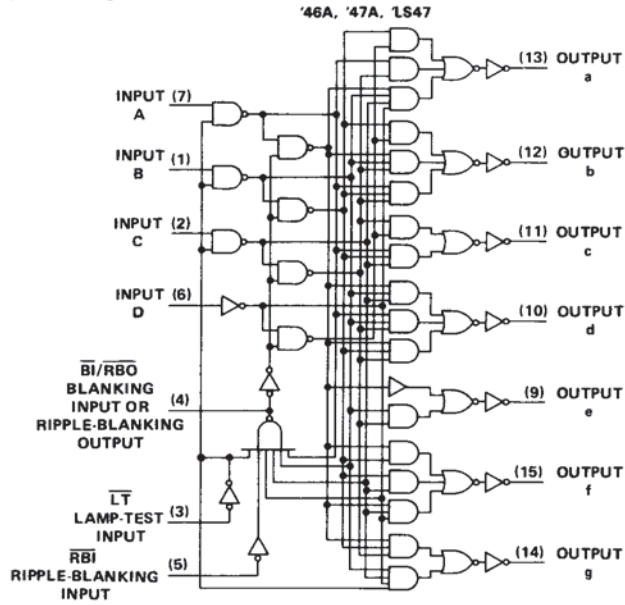 '46A, '47A, 'LS47
(13) OUTPUT
a
INPUT (7)
A
(12) GUTPUT
b
INPUT (1)
B
(11) OUTPUT
c
INPUT (2)
C
(10) OUTPUT
d
INPUT (6)
D
(9) OUTPUT
e
BI/RBO
BLANKING
INPUT OR (4)
RIPPLE-BLANKING
OUTPUT
(15) OUTPUT
f
LT
LAMP-TEST (3)
INPUT
(14) OUTPUT
g
RBI (5)
RIPPLE-BLANKING
INPUT